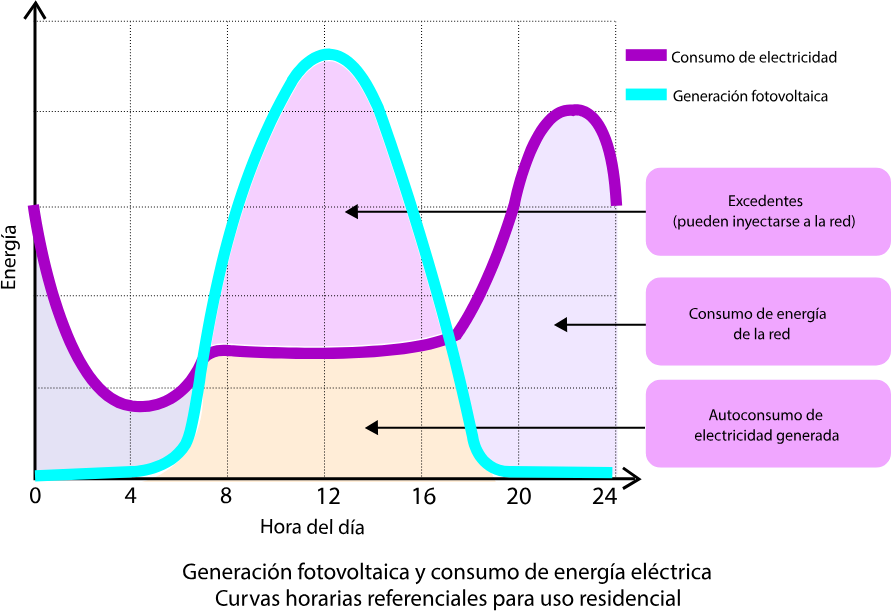 Consumo de electricidad
Generación fotovoltaica
Excedentes
(pueden inyectarse a la red)
Consumo de energía
de la red
Autoconsumo de
electricidad generada
Energía
0 4 8 12 16 20 24
Hora del día
Generación fotovoltaica y consumo de energía eléctrica
Curvas horarias referenciales para uso residencial